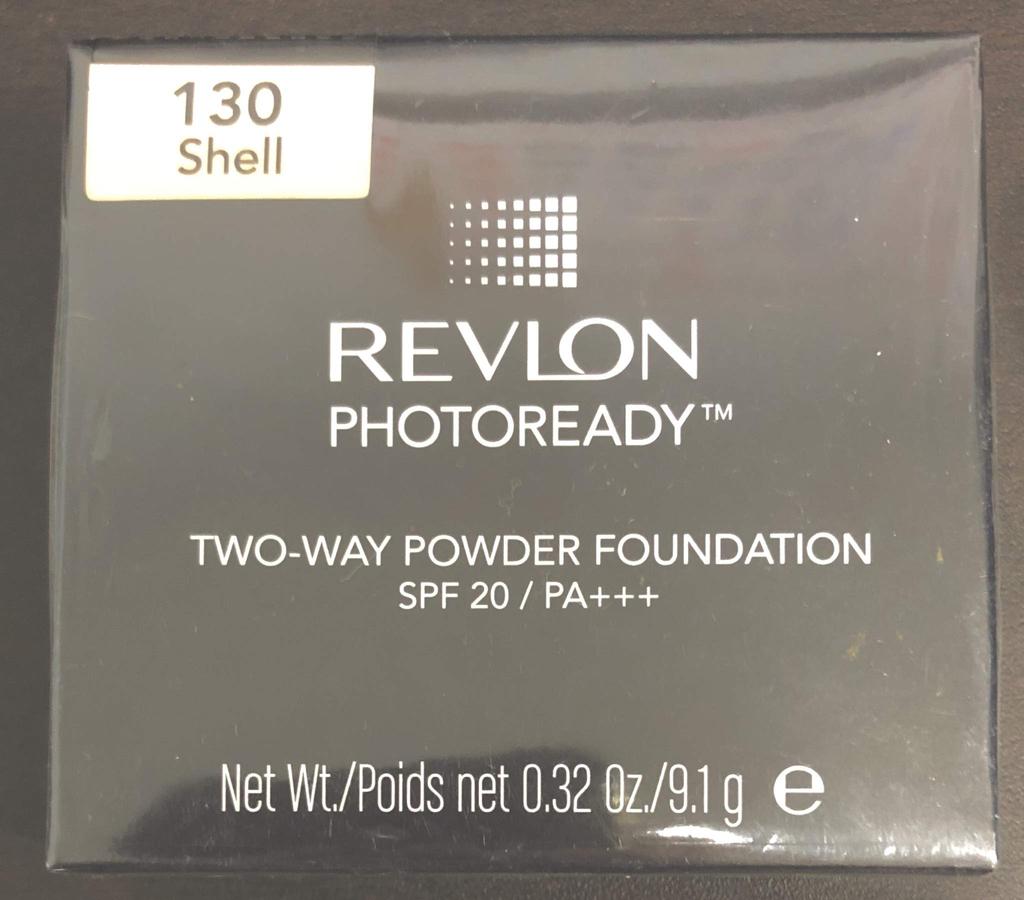 130
Shell
REVLON
PHOTOREADY™
TWO-WAY POWDER FOUNDATION
SPF 20 / PA+++
Net Wt./Poids net 0.32 Oz./9.1 g ℮